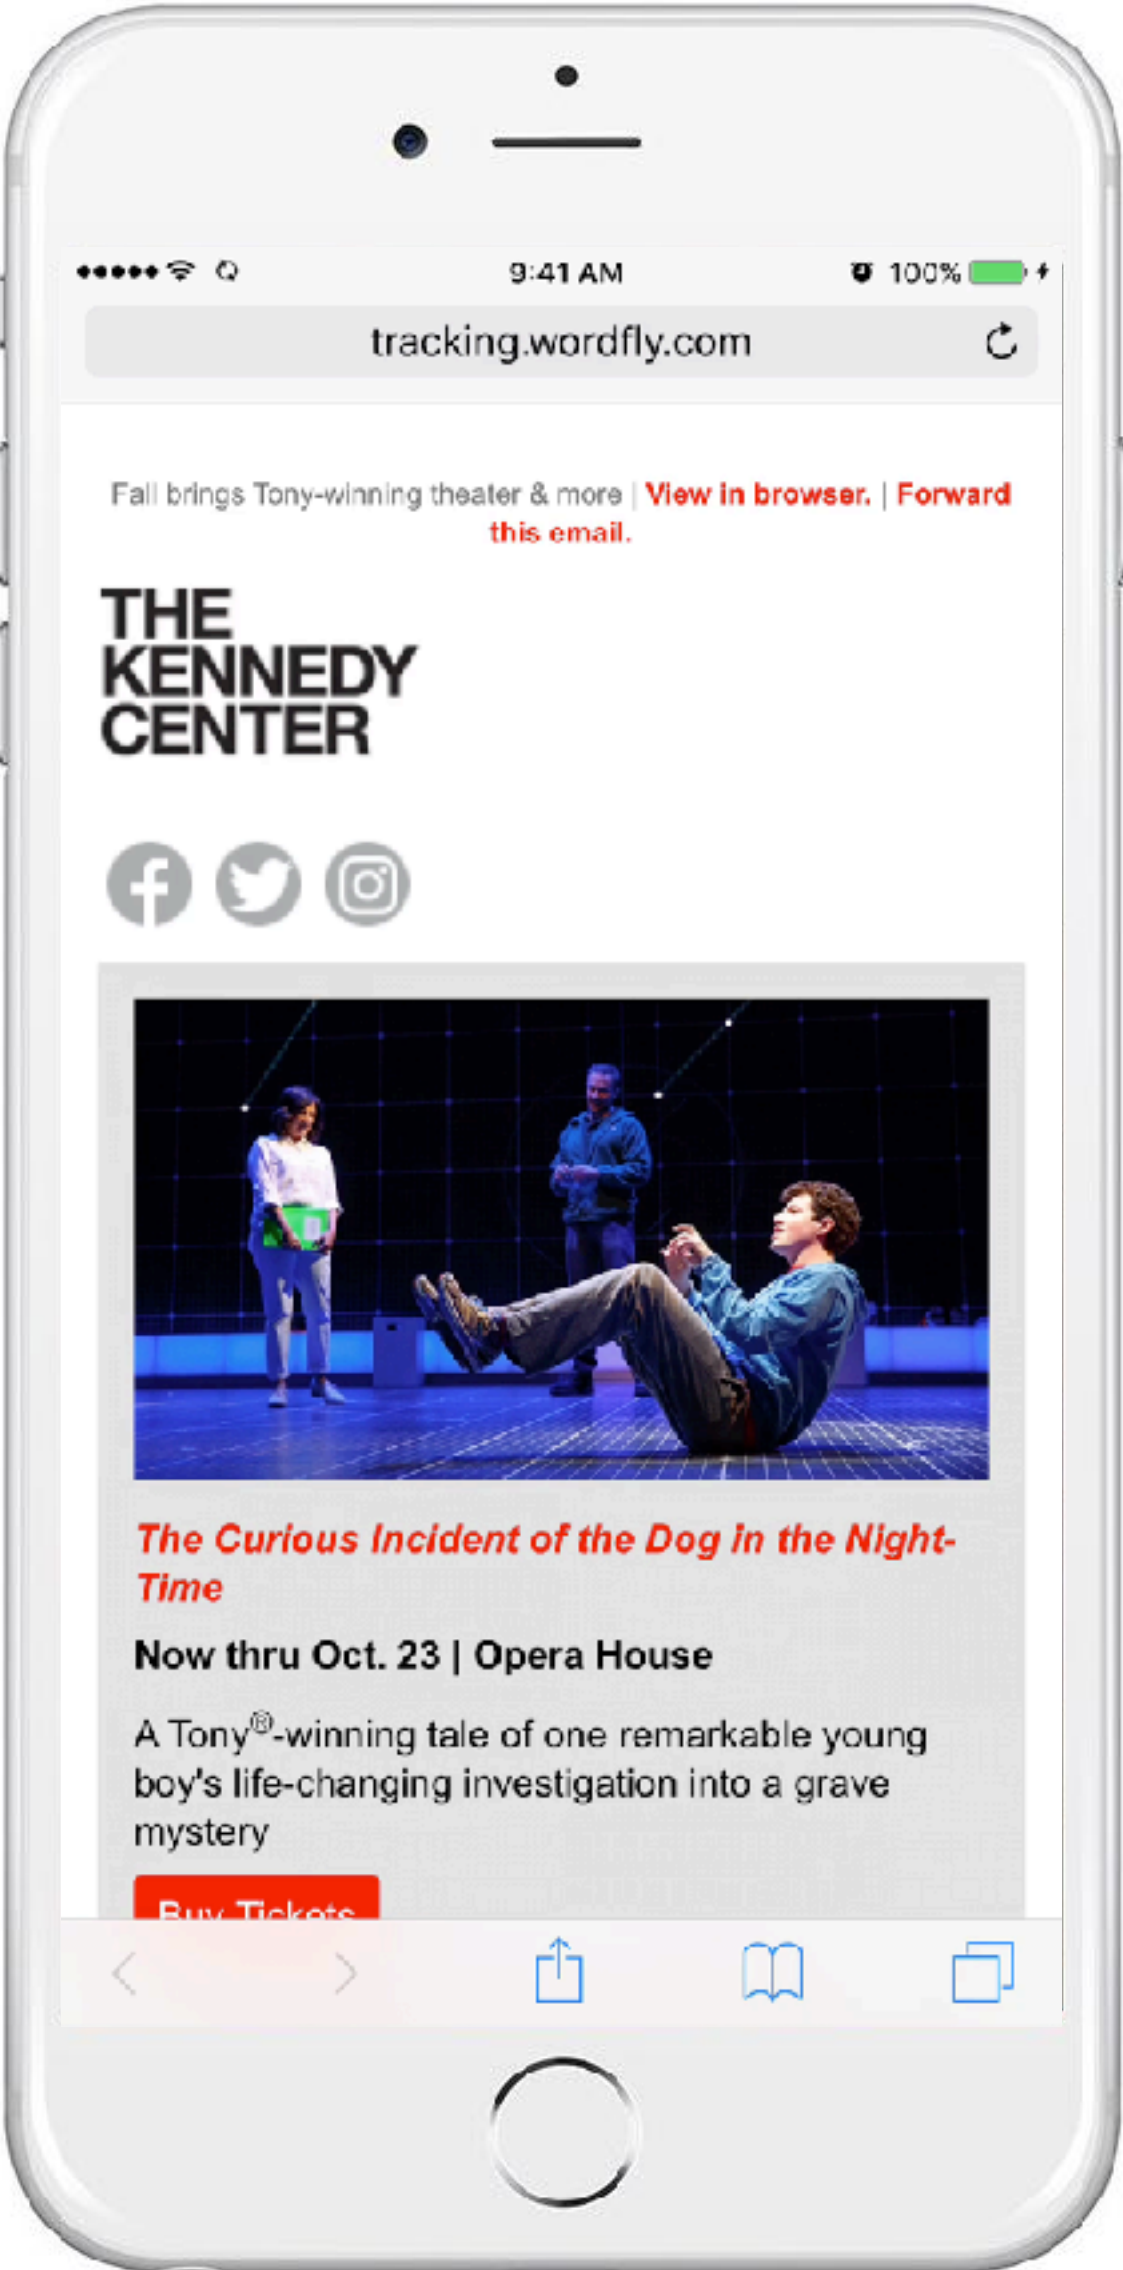 9:41 AM
100%
tracking.wordfly.com
Fall brings Tony-winning theater & more | View in browser. | Forward
this email.
THE
KENNEDY
CENTER
The Curious Incident of the Dog in the Night-
Time
Now thru Oct. 23 | Opera House
A Tony®-winning tale of one remarkable young
boy's life-changing investigation into a grave
mystery
Buy Tickets